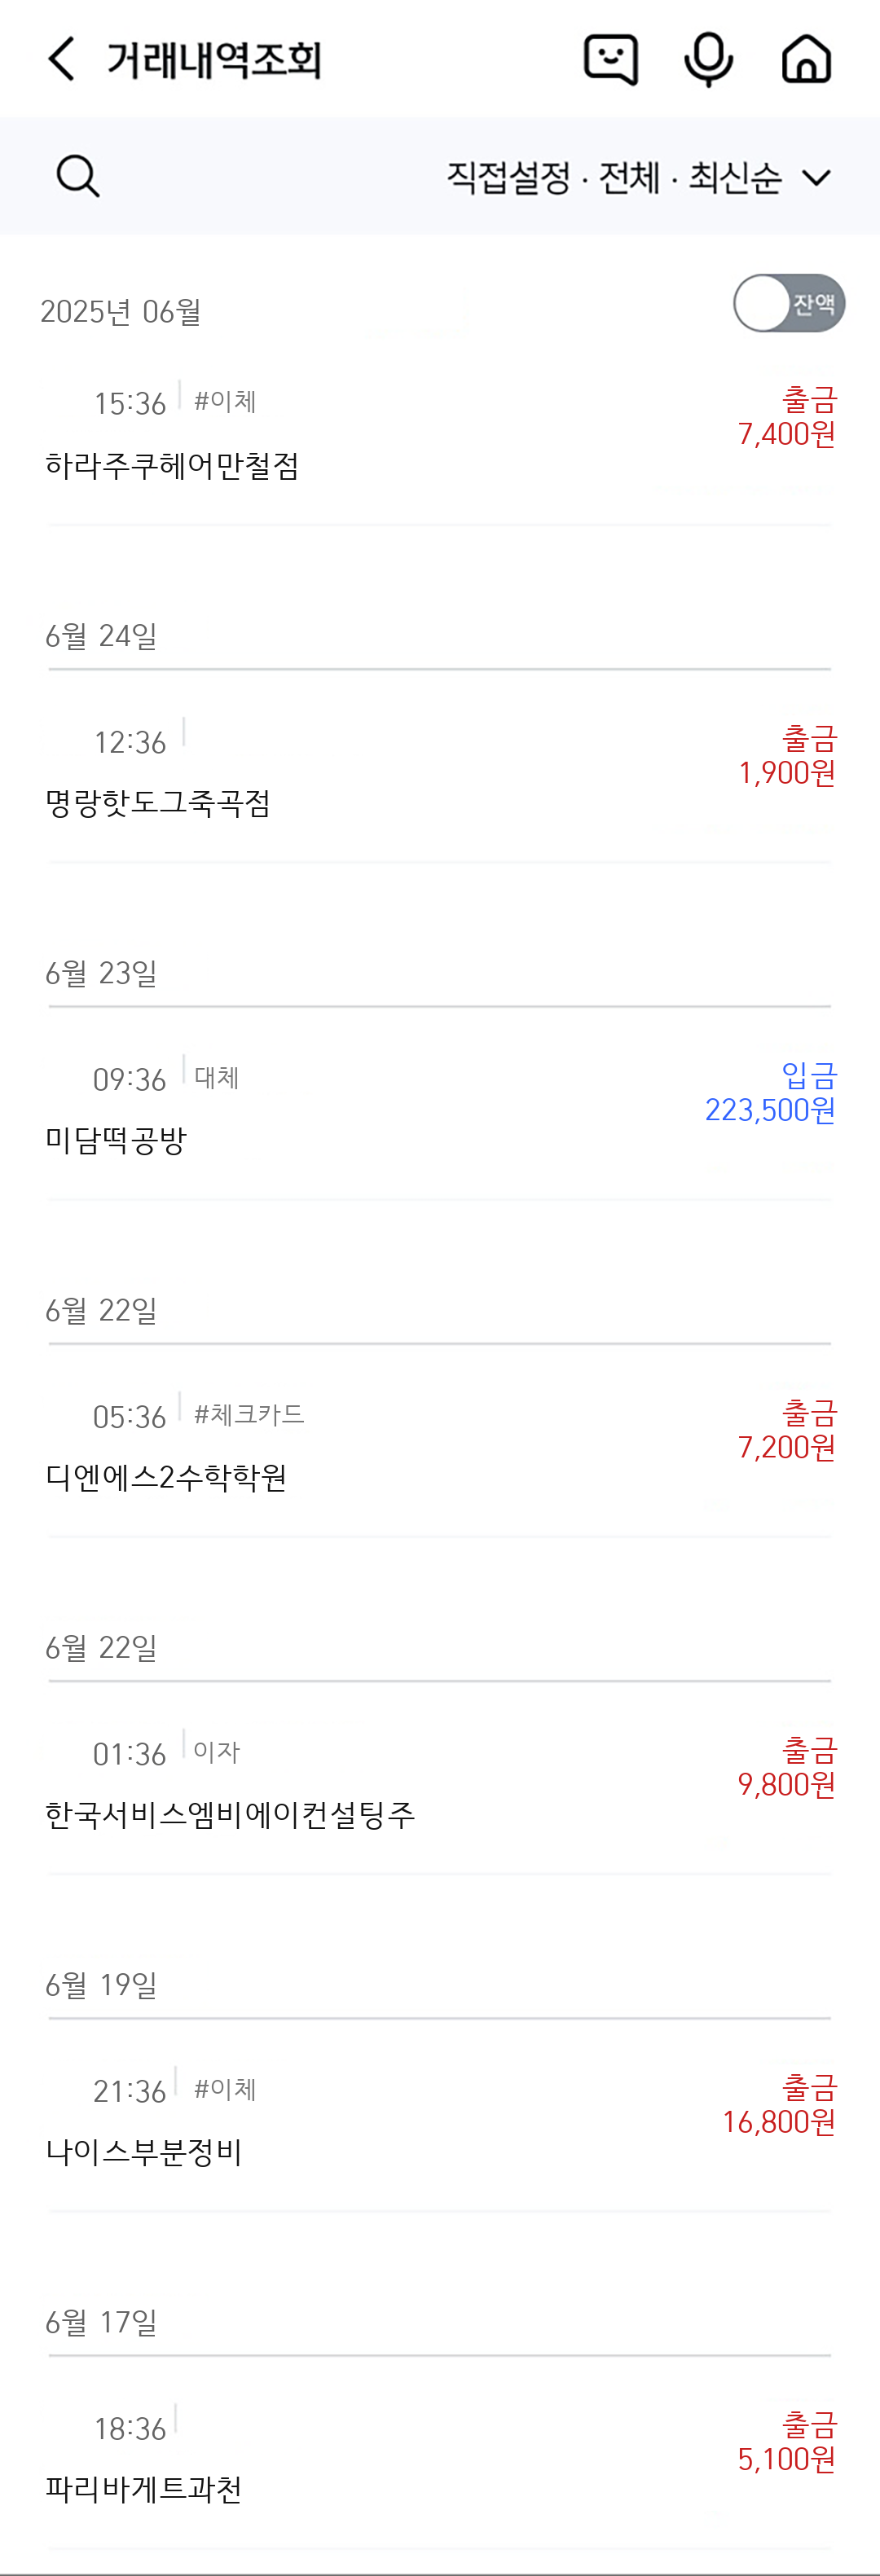 거래내역조회
직접설정 · 전체 · 최신순
2025년 06월
잔액
15:36 #이체
출금
7,400원
하라주쿠헤어만철점
6월 24일
12:36
출금
1,900원
명랑핫도그죽곡점
6월 23일
09:36 대체
입금
223,500원
미담떡공방
6월 22일
05:36 #체크카드
출금
7,200원
디엔에스2수학학원
6월 22일
01:36 이자
출금
9,800원
한국서비스엠비에이컨설팅주
6월 19일
21:36 #이체
출금
16,800원
나이스부분정비
6월 17일
18:36
출금
5,100원
파리바게트과천